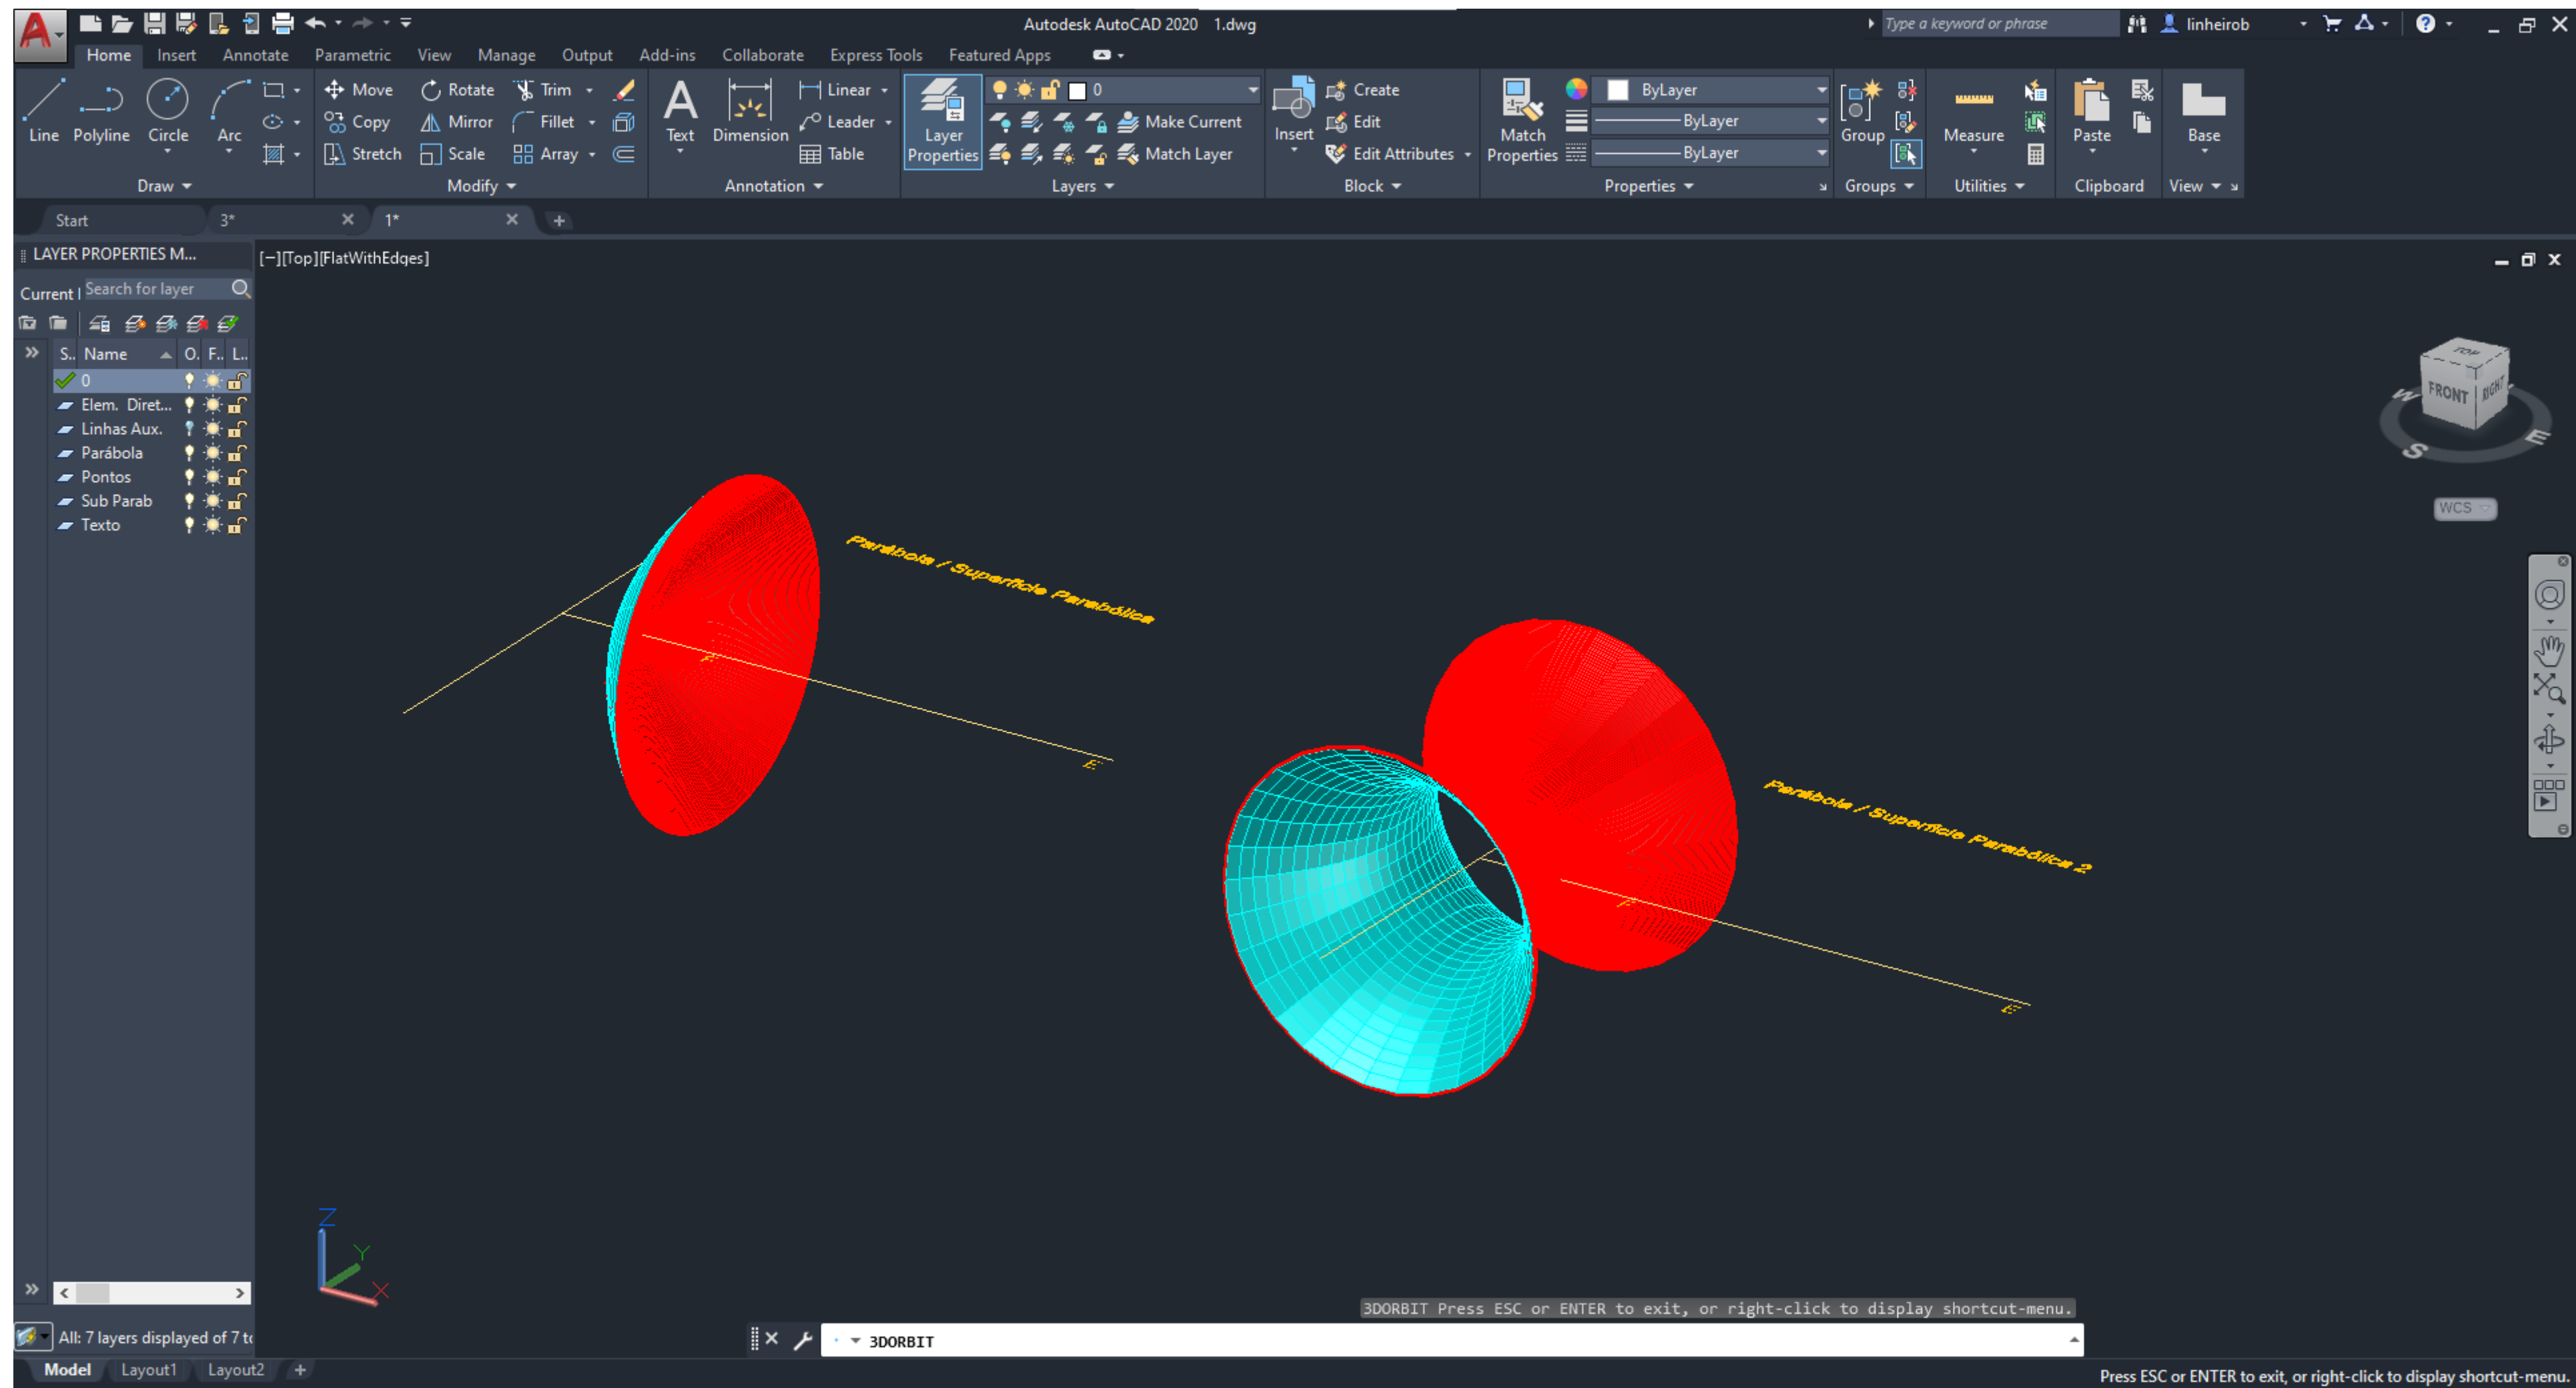 Autodesk AutoCAD 2020 1.dwg
Type a keyword or phrase
linheirob
Home Insert Annotate Parametric View Manage Output Add-ins Collaborate Express Tools Featured Apps
Line Polyline Circle Arc
Draw
Move Rotate Trim
Copy Mirror Fillet
Stretch Scale Array
Modify
Text Dimension
Linear
Leader
Table
Annotation
Layer Properties
0
Make Current
Match Layer
Layers
Insert
Create
Edit
Edit Attributes
Block
Match Properties
ByLayer
ByLayer
ByLayer
Properties
Group
Groups
Measure
Utilities
Paste
Clipboard
Base
View
Start 3* 1*
LAYER PROPERTIES M...
[−][Top][FlatWithEdges]
Current l Search for layer
S.. Name O. F.. L..
0
Elem. Diret...
Linhas Aux.
Parábola
Pontos
Sub Parab
Texto
TOP
FRONT RIGHT
W S E
WCS
Parábola / Superfície Parabólica
F
E
Parábola / Superfície Parabólica 2
F
E
Z
Y
X
3DORBIT Press ESC or ENTER to exit, or right-click to display shortcut-menu.
3DORBIT
All: 7 layers displayed of 7 to
Model Layout1 Layout2
Press ESC or ENTER to exit, or right-click to display shortcut-menu.